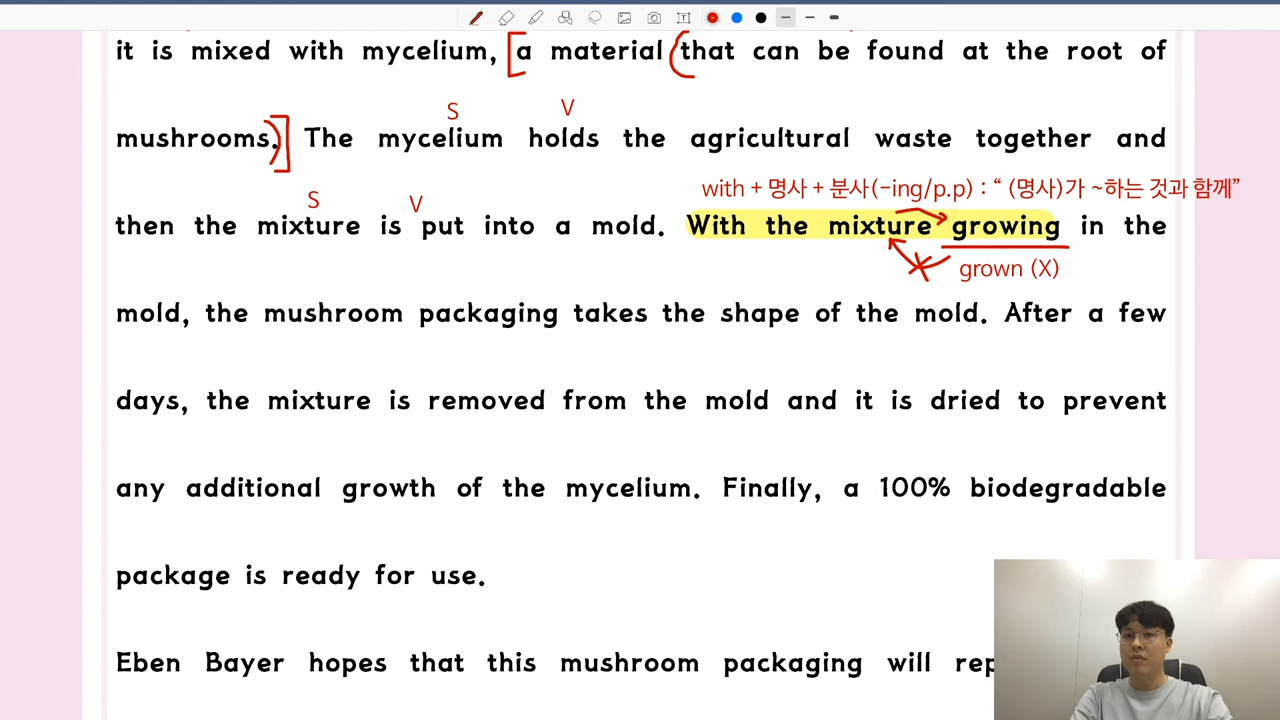 it is mixed with mycelium, [a material (that can be found at the root of
S V
mushrooms.)] The mycelium holds the agricultural waste together and
with + 명사 + 분사(-ing/p.p) : “ (명사)가 ~하는 것과 함께”
S V
then the mixture is put into a mold. With the mixture growing in the
grown (X)
mold, the mushroom packaging takes the shape of the mold. After a few
days, the mixture is removed from the mold and it is dried to prevent
any additional growth of the mycelium. Finally, a 100% biodegradable
package is ready for use.
Eben Bayer hopes that this mushroom packaging will